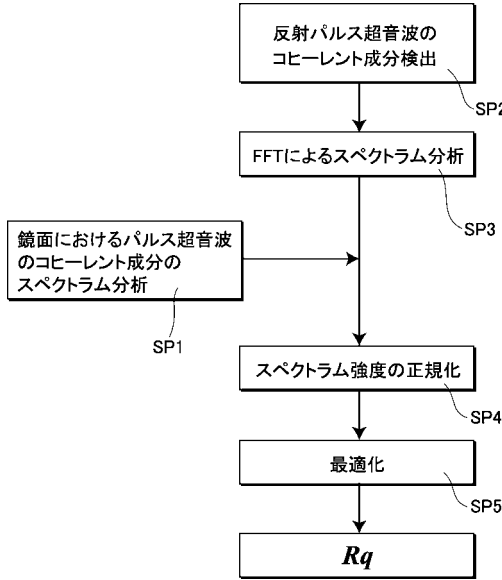 反射パルス超音波の
コヒーレント成分検出
SP2
FFTによるスペクトラム分析
SP3
鏡面におけるパルス超音波
のコヒーレント成分の
スペクトラム分析
SP1
スペクトラム強度の正規化
SP4
最適化
SP5
Rq